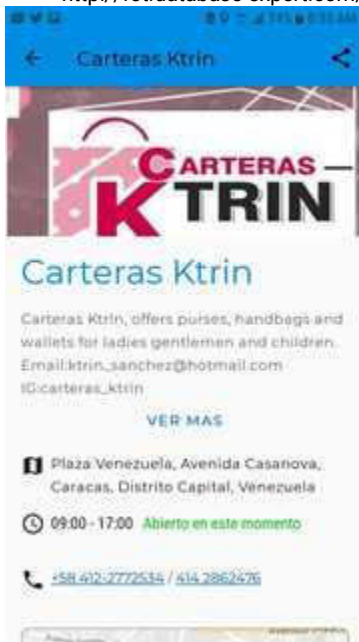 Carteras Ktrin
CARTERAS
KTRIN
Carteras Ktrin
Carteras Ktrin, offers purses, handbags and
wallets for ladies gentlemen and children.
Email:ktrin_sanchez@hotmail.com
IG:carteras_ktrin
VER MAS
Plaza Venezuela, Avenida Casanova,
Caracas, Distrito Capital, Venezuela
09:00 - 17:00 Abierto en este momento
+58 412-2772534 / 414 2862476